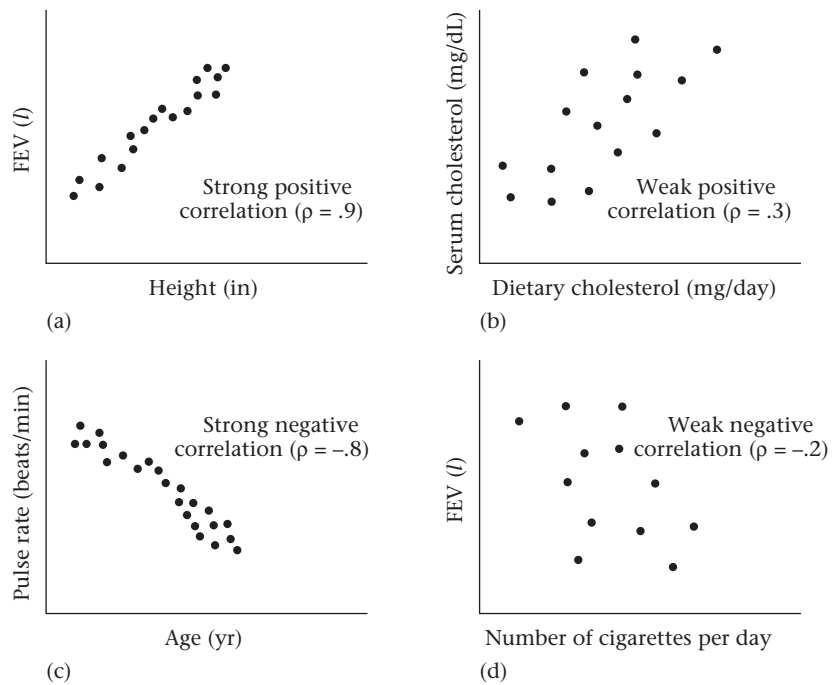 FEV (l)
Strong positive
correlation (ρ = .9)
Height (in)
(a)
Serum cholesterol (mg/dL)
Weak positive
correlation (ρ = .3)
Dietary cholesterol (mg/day)
(b)
Pulse rate (beats/min)
Strong negative
correlation (ρ = –.8)
Age (yr)
(c)
FEV (l)
Weak negative
correlation (ρ = –.2)
Number of cigarettes per day
(d)